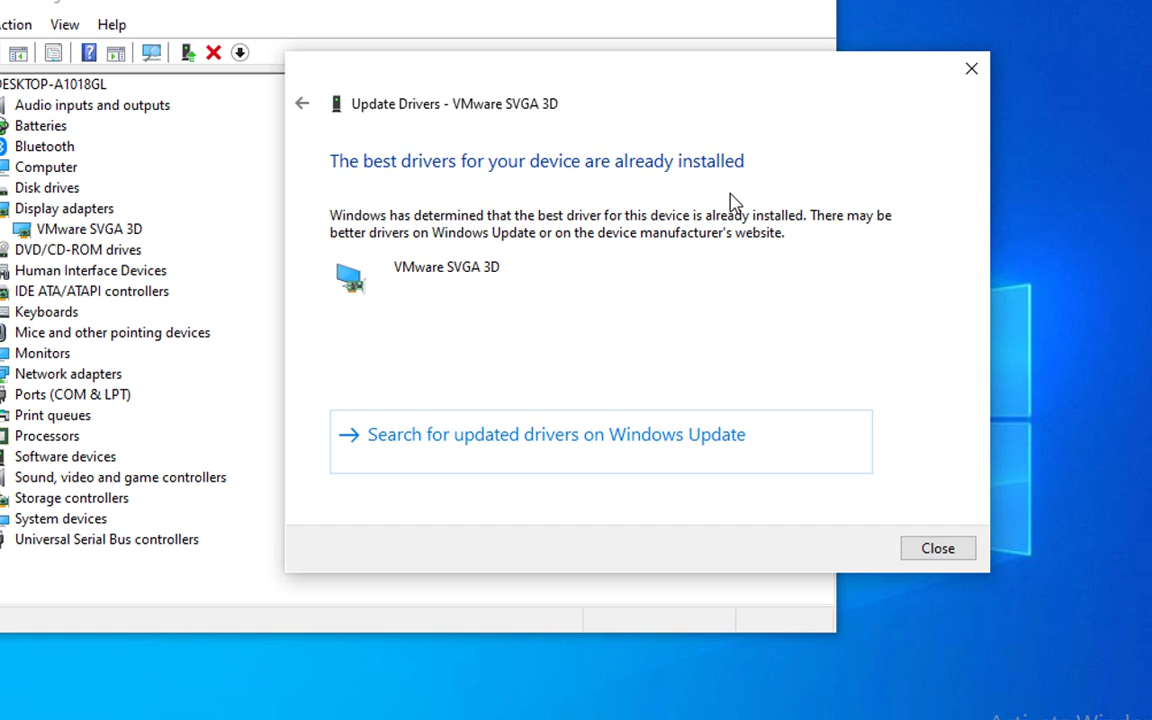 View Help
Audio inputs and outputs
Batteries
Bluetooth
Computer
Disk drives
Display adapters
VMware SVGA 3D
DVD/CD-ROM drives
Human Interface Devices
IDE ATA/ATAPI controllers
Keyboards
Mice and other pointing devices
Monitors
Network adapters
Ports (COM & LPT)
Print queues
Processors
Software devices
Sound, video and game controllers
Storage controllers
System devices
Universal Serial Bus controllers
Update Drivers - VMware SVGA 3D
The best drivers for your device are already installed
Windows has determined that the best driver for this device is already installed. There may be
better drivers on Windows Update or on the device manufacturer's website.
VMware SVGA 3D
Search for updated drivers on Windows Update
Close